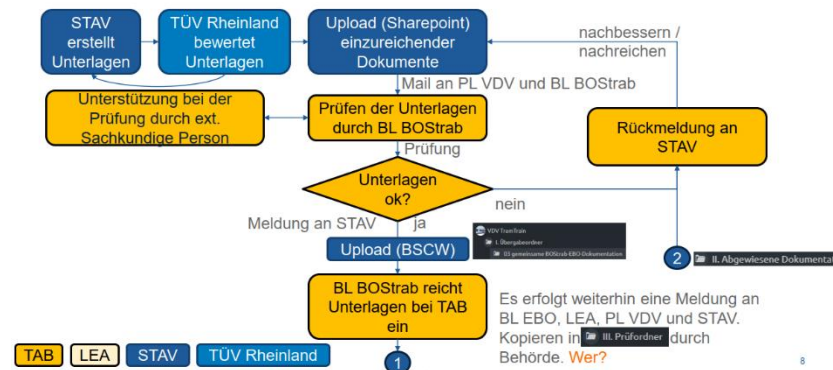 STAV
erstellt
Unterlagen
TÜV Rheinland
bewertet
Unterlagen
Upload (Sharepoint)
einzureichender
Dokumente
nachbessern /
nachreichen
Mail an PL VDV und BL BOStrab
Unterstützung bei der
Prüfung durch ext.
Sachkundige Person
Prüfen der Unterlagen
durch BL BOStrab
Rückmeldung an
STAV
Prüfung
Unterlagen
ok?
nein
Meldung an STAV
ja
Upload (BSCW)
VDV TramTrain
I. Übergabeordner
03 gemeinsame BOStrab EBO Dokumentation
2
II. Abgewiesene Dokumentat
BL BOStrab reicht
Unterlagen bei TAB
ein
Es erfolgt weiterhin eine Meldung an
BL EBO, LEA, PL VDV und STAV.
Kopieren in III. Prüfordner durch
Behörde. Wer?
TAB
LEA
STAV
TÜV Rheinland
1
8